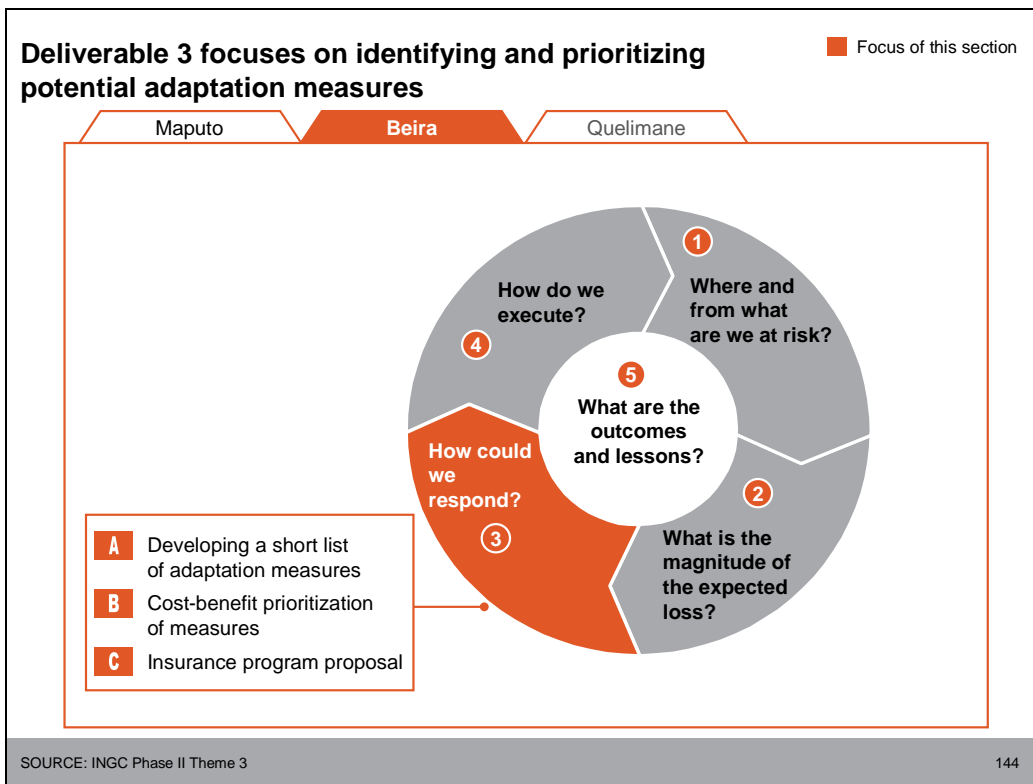 Deliverable 3 focuses on identifying and prioritizing
potential adaptation measures
Focus of this section
Maputo
Beira
Quelimane
1
Where and
from what
are we at risk?
2
What is the
magnitude of
the expected
loss?
How could
we
respond?
3
How do we
execute?
4
5
What are the
outcomes
and lessons?
A Developing a short list
of adaptation measures
B Cost-benefit prioritization
of measures
C Insurance program proposal
SOURCE: INGC Phase II Theme 3
144